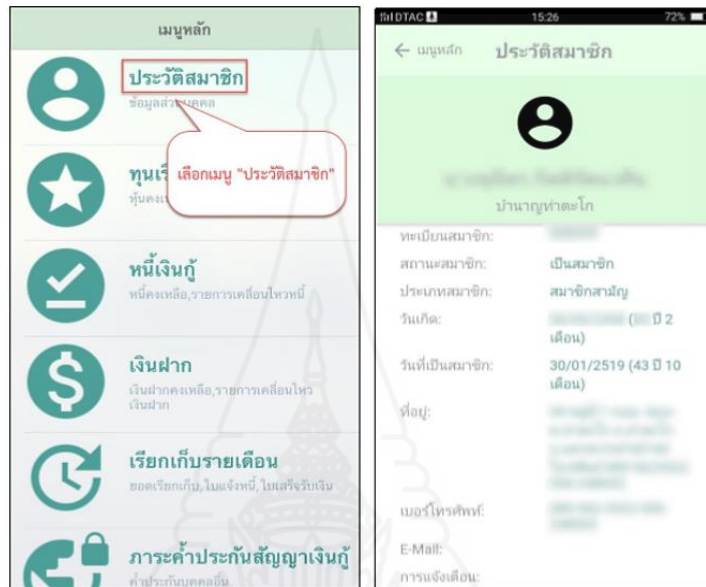 เมนูหลัก
ประวัติสมาชิก
ข้อมูลส่วนบุคคล
เลือกเมนู "ประวัติสมาชิก"
หนี้เงินกู้
หนี้คงเหลือ,รายการเคลื่อนไหวหนี้
เงินฝาก
เงินฝากคงเหลือ,รายการเคลื่อนไหว
เงินฝาก
เรียกเก็บรายเดือน
ยอดเรียกเก็บ,ใบแจ้งหนี้,ใบเสร็จรับเงิน
ภาระค้ำประกันสัญญาเงินกู้
ค้ำประกันบุคคลอื่น
DTAC 15:26 72%
← เมนูหลัก ประวัติสมาชิก
บำนาญท่าตะโก
ทะเบียนสมาชิก:
สถานะสมาชิก: เป็นสมาชิก
ประเภทสมาชิก: สมาชิกสามัญ
วันเกิด: ( ปี 2
เดือน)
วันที่เป็นสมาชิก: 30/01/2519 (43 ปี 10
เดือน)
ที่อยู่:
เบอร์โทรศัพท์:
E-Mail:
การแจ้งเตือน: